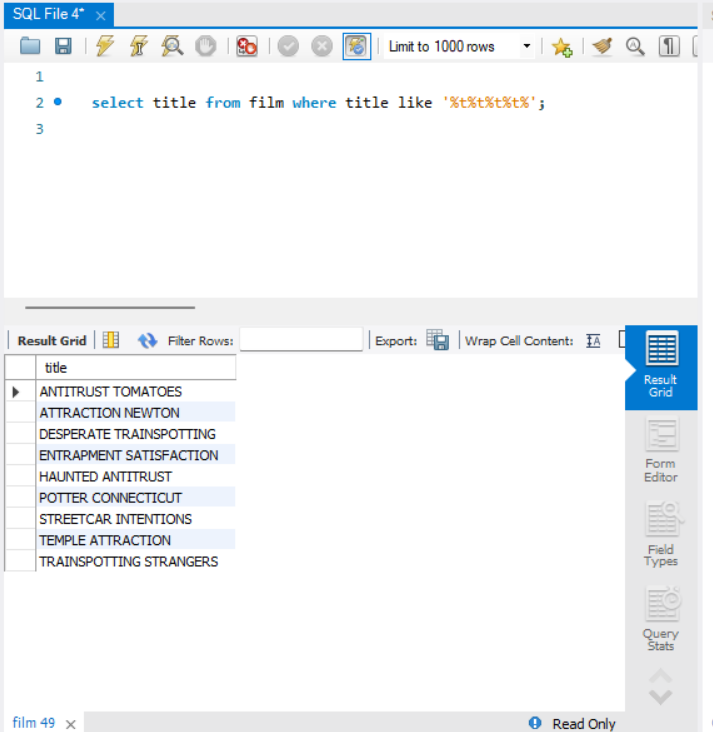 SQL File 4*
Limit to 1000 rows
1
2 select title from film where title like '%t%t%t%t%';
3
Result Grid Filter Rows: Export: Wrap Cell Content:
title
ANTITRUST TOMATOES
ATTRACTION NEWTON
DESPERATE TRAINSPOTTING
ENTRAPMENT SATISFACTION
HAUNTED ANTITRUST
POTTER CONNECTICUT
STREETCAR INTENTIONS
TEMPLE ATTRACTION
TRAINSPOTTING STRANGERS
Result
Grid
Form
Editor
Field
Types
Query
Stats
film 49 Read Only